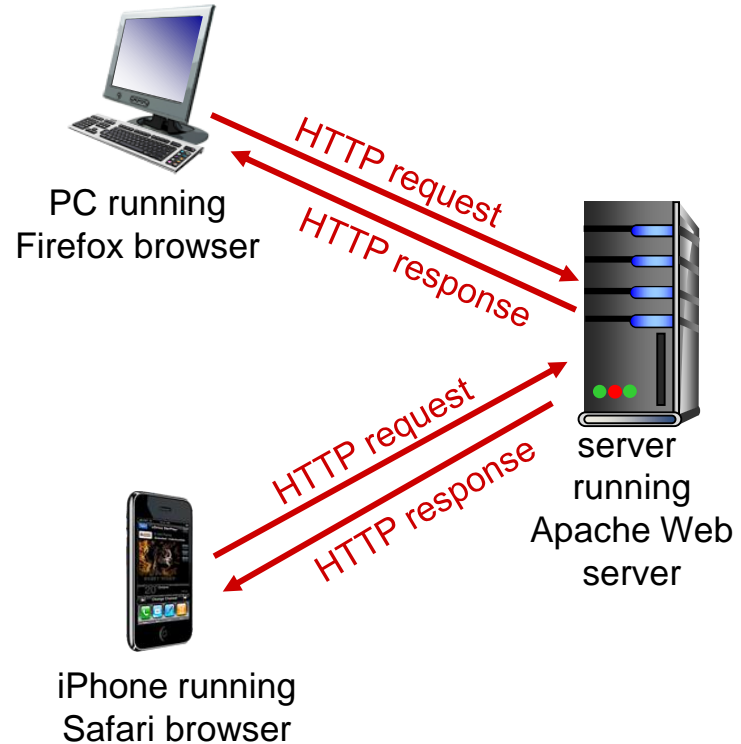 HTTP request
HTTP response
PC running
Firefox browser
HTTP request
HTTP response
server
running
Apache Web
server
iPhone running
Safari browser